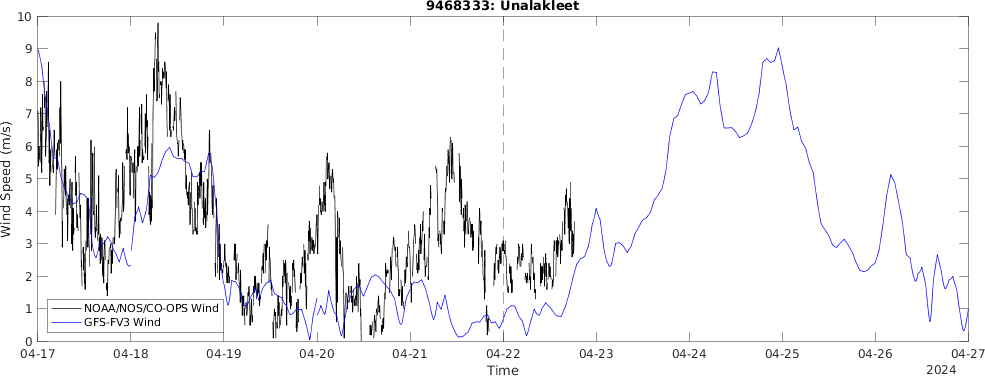 9468333: Unalakleet
10
9
8
7
6
5
4
3
2
1
0
Wind Speed (m/s)
NOAA/NOS/CO-OPS Wind
GFS-FV3 Wind
04-17 04-18 04-19 04-20 04-21 04-22 04-23 04-24 04-25 04-26 04-27
Time
2024